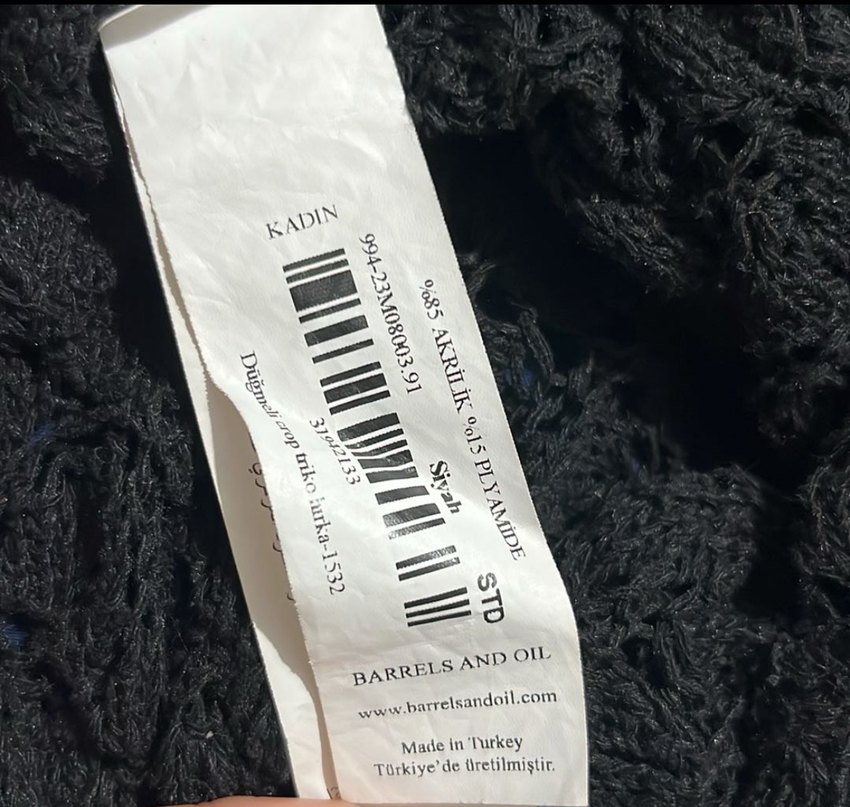 KADIN
994-23M08003.91
%85 AKRİLİK %15 PLYAMİDE
31942133
Siyah
STD
Düğmeli crop triko hırka-1532
BARRELS AND OIL
www.barrelsandoil.com
Made in Turkey
Türkiye'de üretilmiştir.